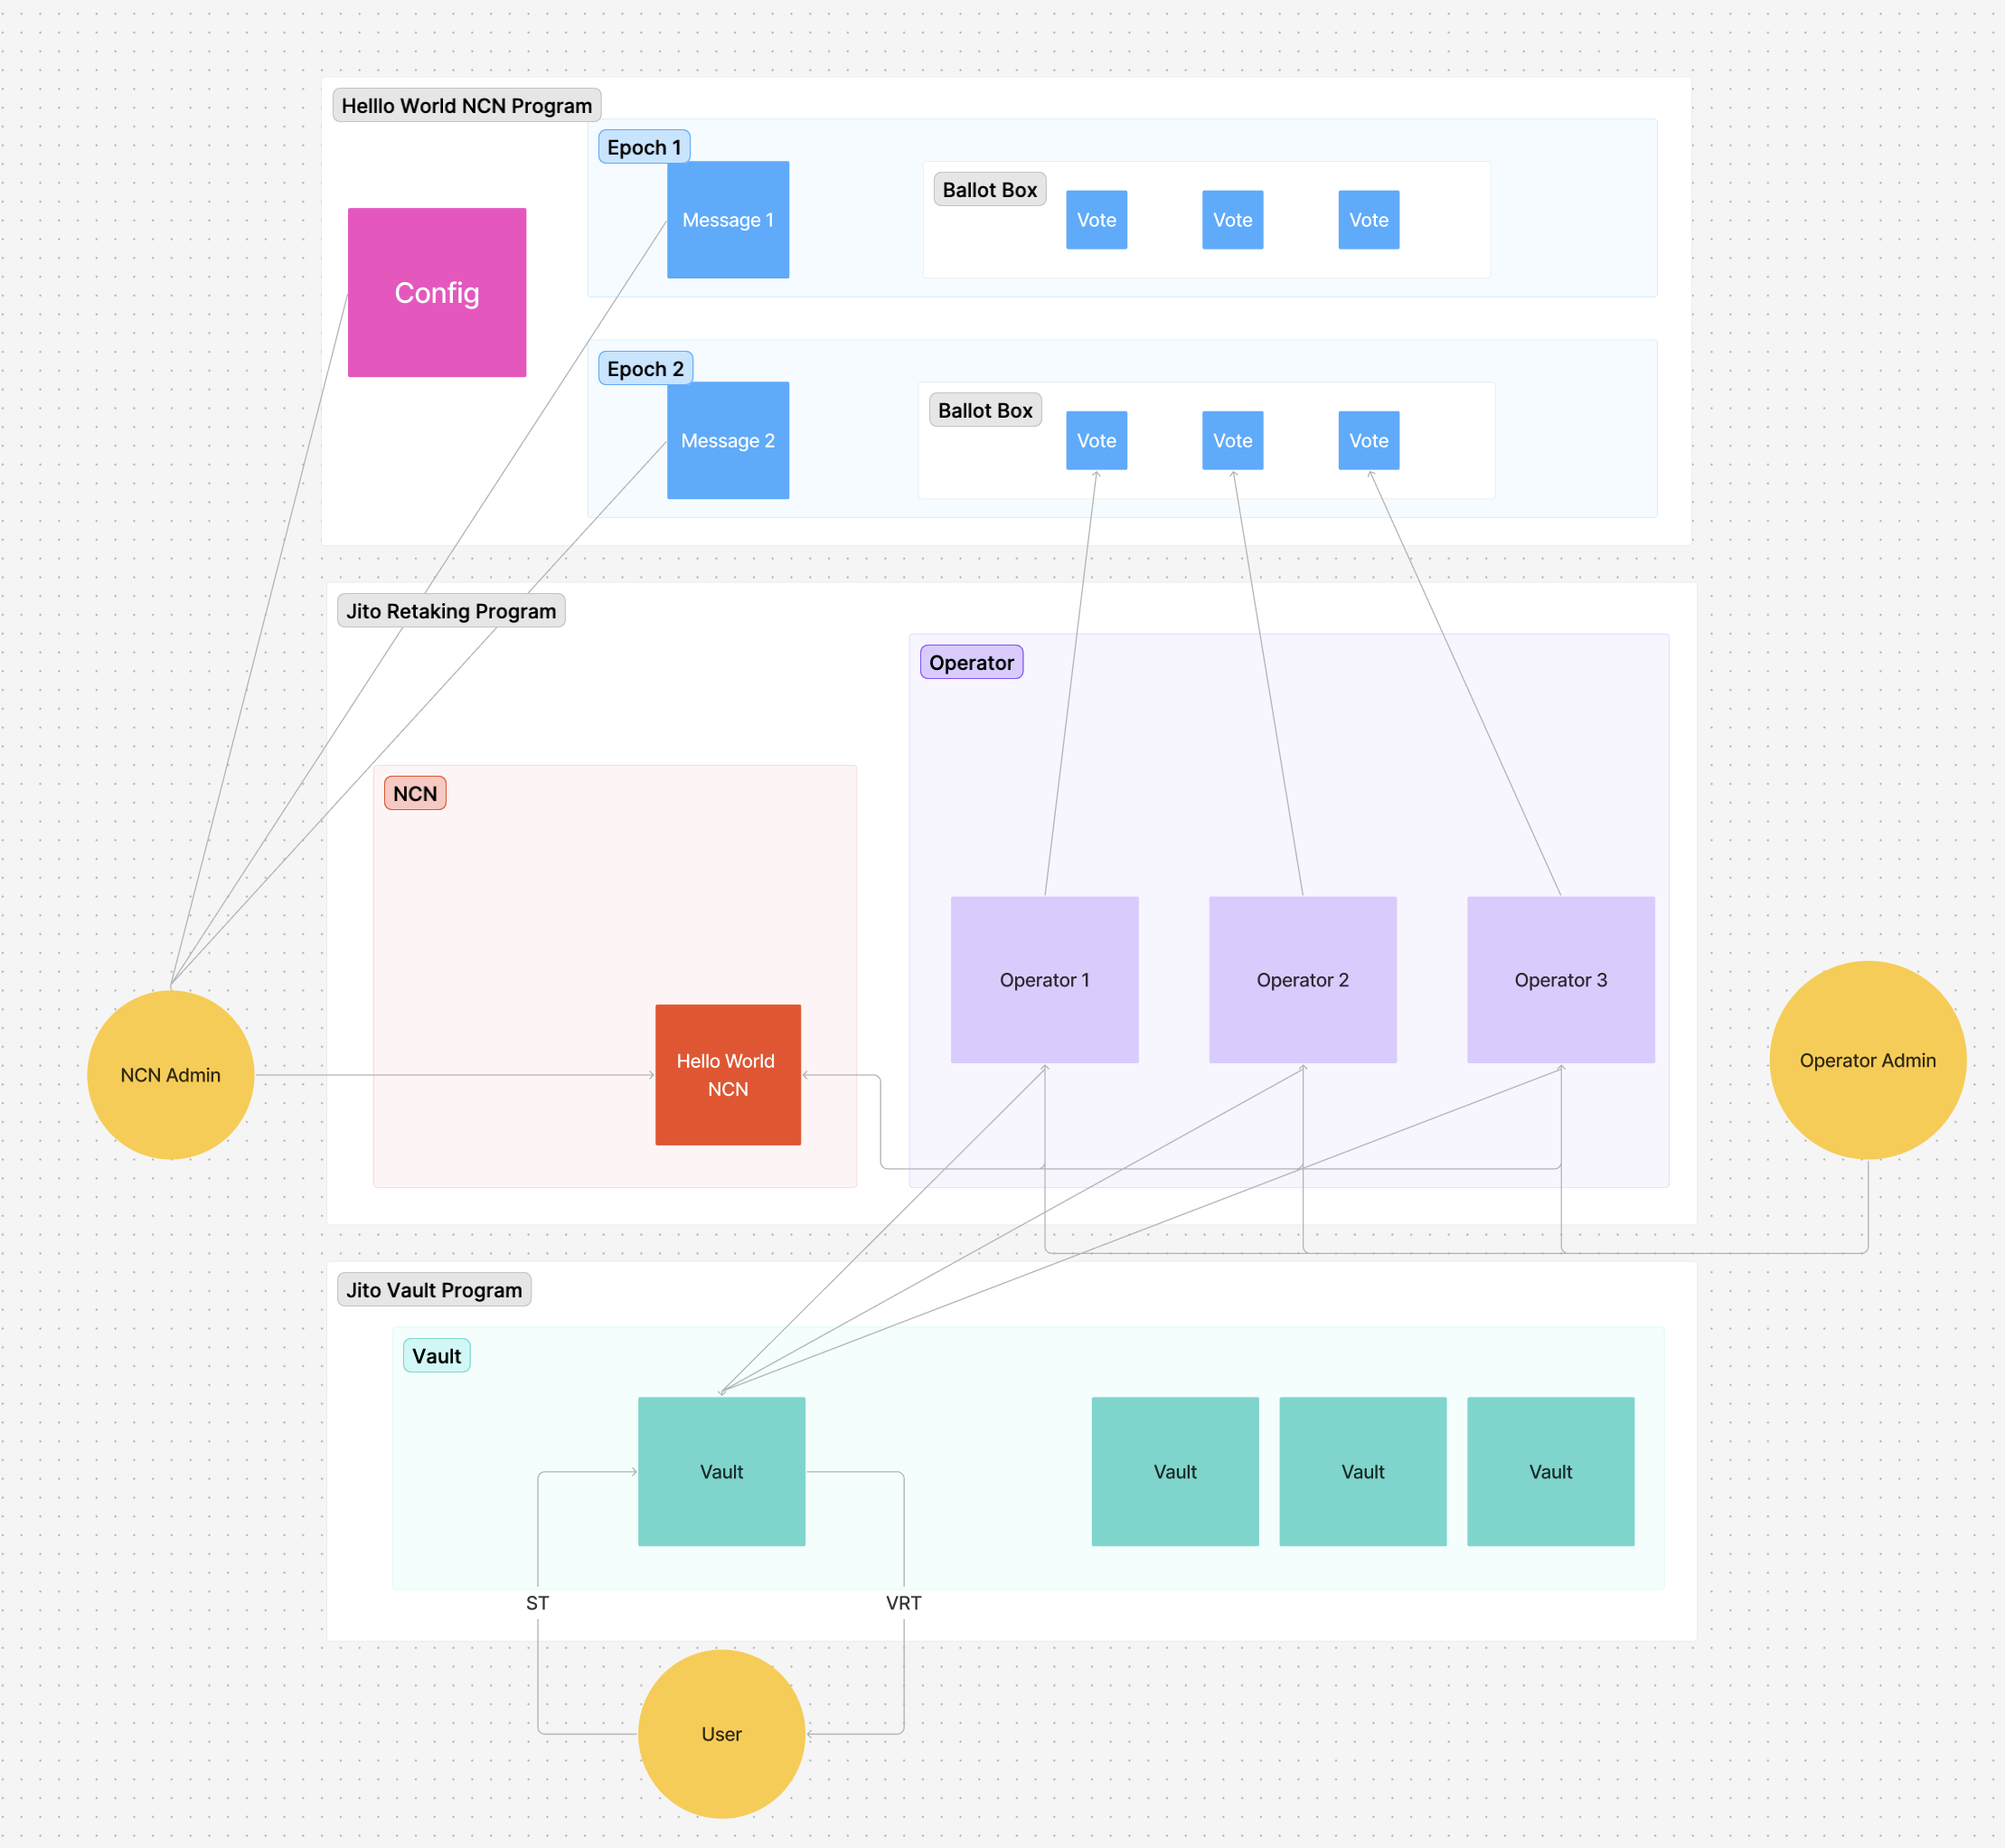 Helllo World NCN Program
Epoch 1
Message 1
Ballot Box
Vote
Vote
Vote
Config
Epoch 2
Message 2
Ballot Box
Vote
Vote
Vote
Jito Retaking Program
Operator
NCN
Operator 1
Operator 2
Operator 3
NCN Admin
Hello World
NCN
Operator Admin
Jito Vault Program
Vault
Vault
Vault
Vault
Vault
ST
VRT
User